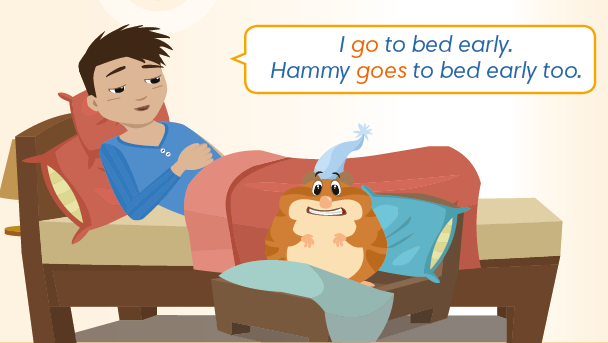 I go to bed early.
Hammy goes to bed early too.